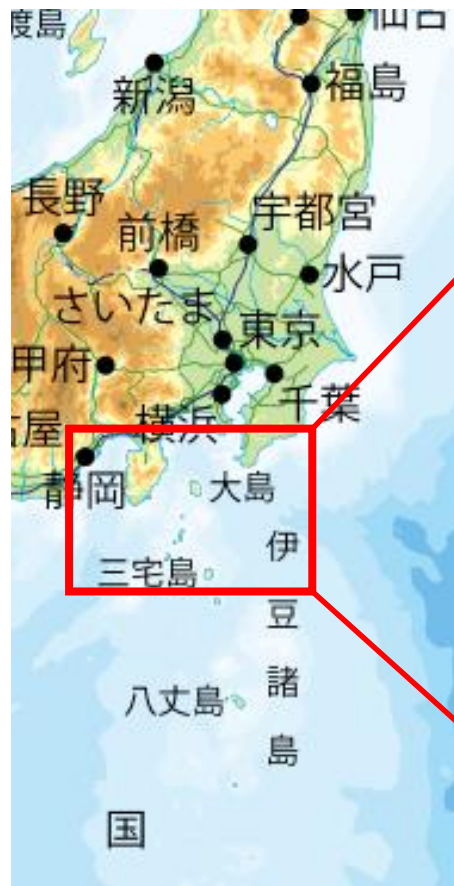 渡島
仙台
新潟
福島
長野
前橋
宇都宮
水戸
さいたま
東京
甲府
千葉
古屋
横浜
静岡
大島
三宅島
伊豆諸島
八丈島
国